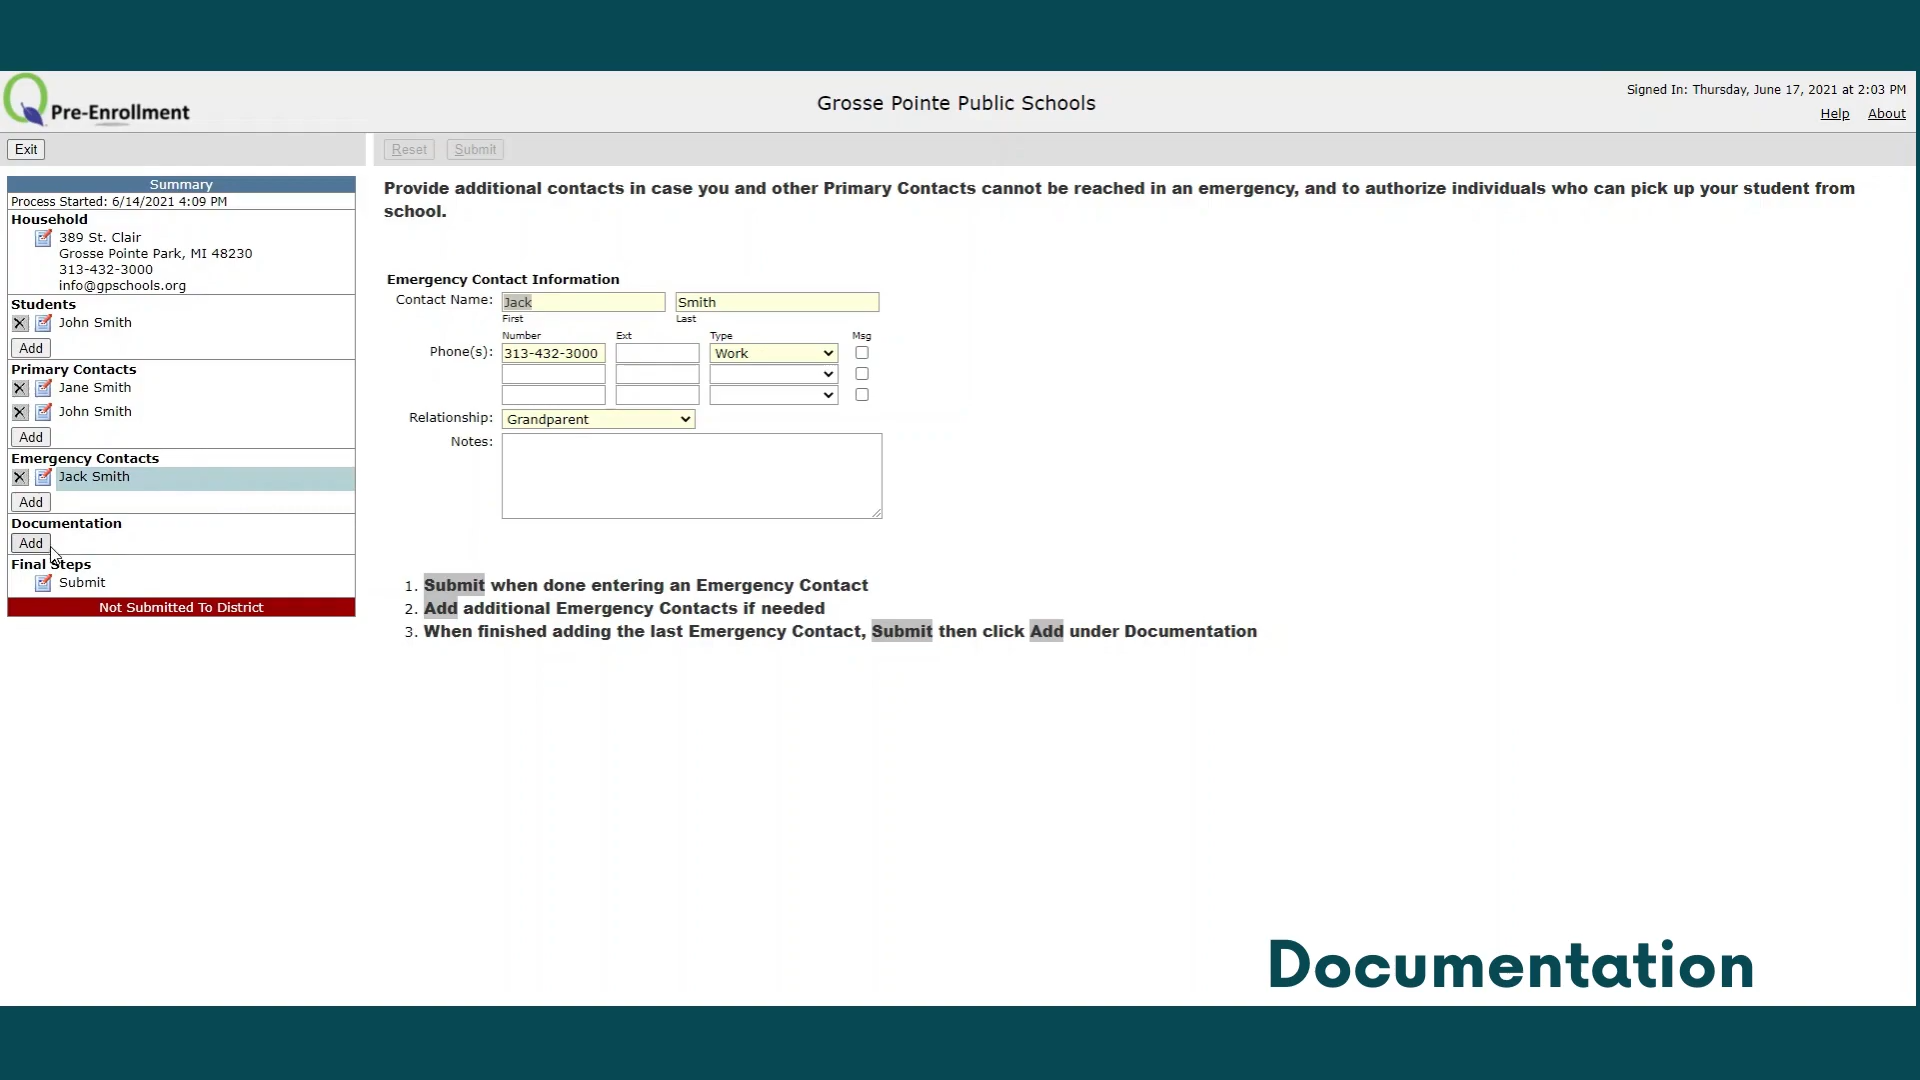 Pre-Enrollment
Grosse Pointe Public Schools
Signed In: Thursday, June 17, 2021 at 2:03 PM
Help About
Exit
Reset Submit
Summary
Process Started: 6/14/2021 4:09 PM
Household
389 St. Clair
Grosse Pointe Park, MI 48230
313-432-3000
info@gpschools.org
Students
John Smith
Add
Primary Contacts
Jane Smith
John Smith
Add
Emergency Contacts
Jack Smith
Add
Documentation
Add
Final Steps
Submit
Not Submitted To District
Provide additional contacts in case you and other Primary Contacts cannot be reached in an emergency, and to authorize individuals who can pick up your student from
school.
Emergency Contact Information
Contact Name: Jack Smith
First Last
Number Ext Type Msg
Phone(s): 313-432-3000 Work
Relationship: Grandparent
Notes:
1. Submit when done entering an Emergency Contact
2. Add additional Emergency Contacts if needed
3. When finished adding the last Emergency Contact, Submit then click Add under Documentation
Documentation